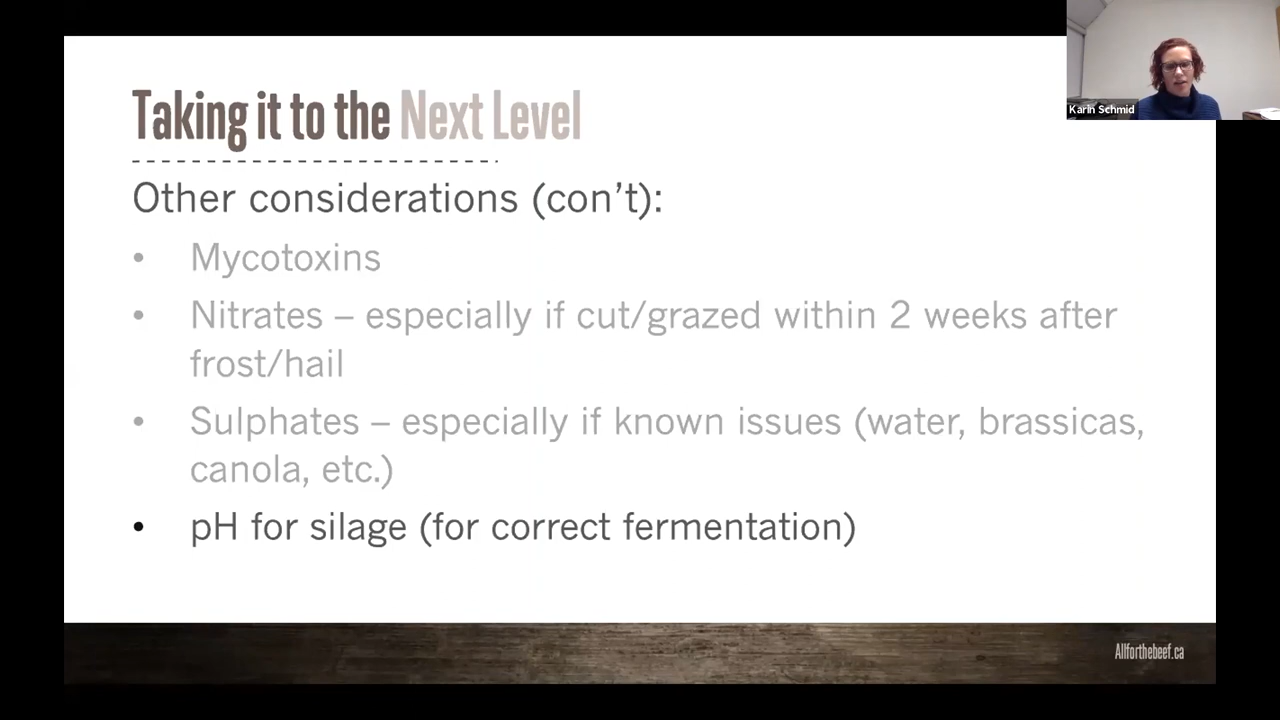 Karin Schmid
Taking it to the Next Level
Other considerations (con’t):
• Mycotoxins
• Nitrates – especially if cut/grazed within 2 weeks after
frost/hail
• Sulphates – especially if known issues (water, brassicas,
canola, etc.)
• pH for silage (for correct fermentation)
Allforthebeef.ca